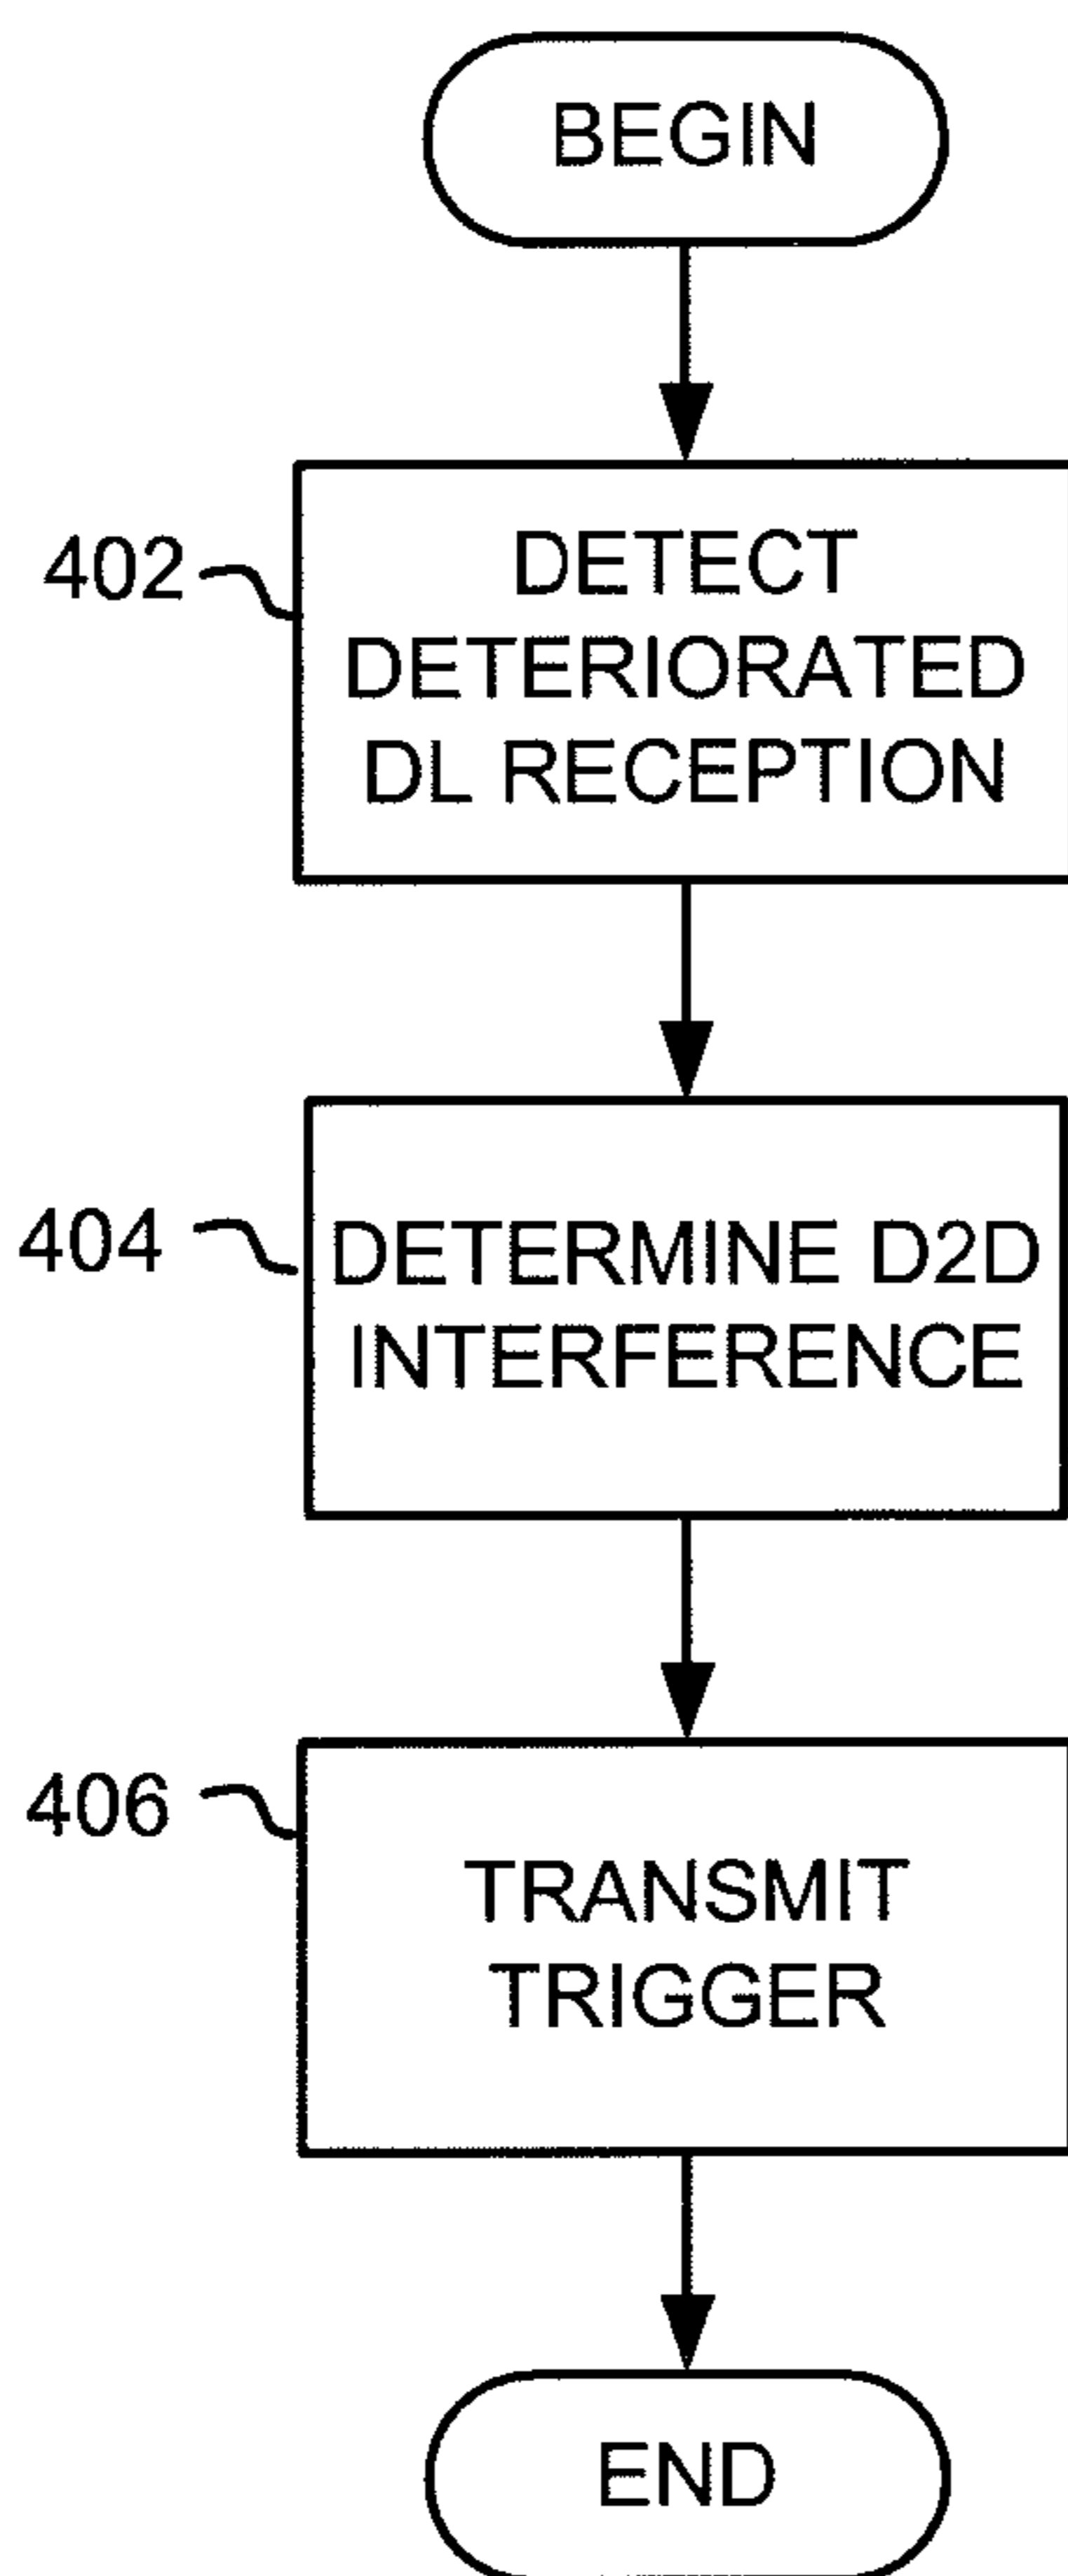 BEGIN
402
DETECT
DETERIORATED
DL RECEPTION
404
DETERMINE D2D
INTERFERENCE
406
TRANSMIT
TRIGGER
END